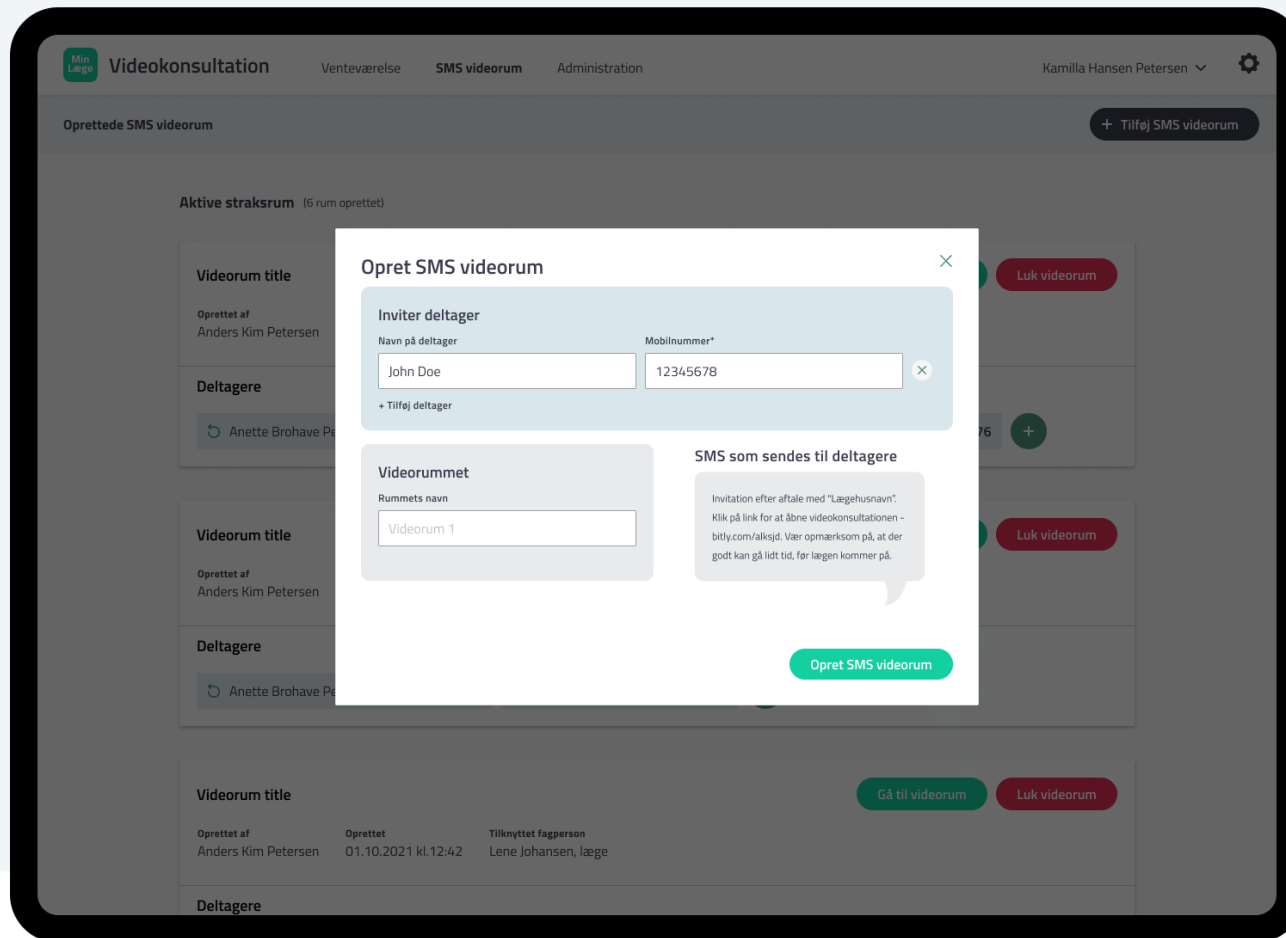 Min
Læge
Videokonsultation
Venteværelse
SMS videorum
Administration
Kamilla Hansen Petersen
Oprettede SMS videorum
+ Tilføj SMS videorum
Aktive straksrum (6 rum oprettet)
Videorum title
Luk videorum
Oprettet af
Anders Kim Petersen
Deltagere
Anette Brohave
76
+
Opret SMS videorum
Inviter deltager
Navn på deltager
Mobilnummer*
John Doe
12345678
+ Tilføj deltager
Videorummet
Rummets navn
Videorum 1
SMS som sendes til deltagere
Invitation efter aftale med "Lægehusnavn".
Klik på link for at åbne videokonsultationen -
bitly.com/alksjd. Vær opmærksom på, at der
godt kan gå lidt tid, før lægen kommer på.
Opret SMS videorum
Videorum title
Luk videorum
Oprettet af
Anders Kim Petersen
Deltagere
Anette Brohave
Videorum title
Gå til videorum
Luk videorum
Oprettet af
Anders Kim Petersen
Oprettet
01.10.2021 kl.12:42
Tilknyttet fagperson
Lene Johansen, læge
Deltagere